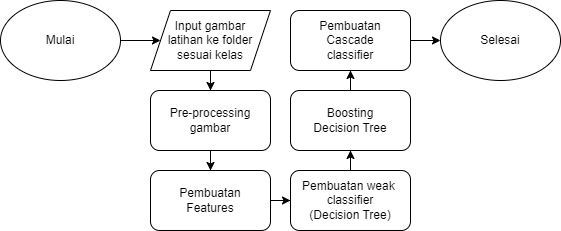 Mulai
Input gambar
latihan ke folder
sesuai kelas
Pre-processing
gambar
Pembuatan
Features
Pembuatan weak
classifier
(Decision Tree)
Boosting
Decision Tree
Pembuatan
Cascade
classifier
Selesai